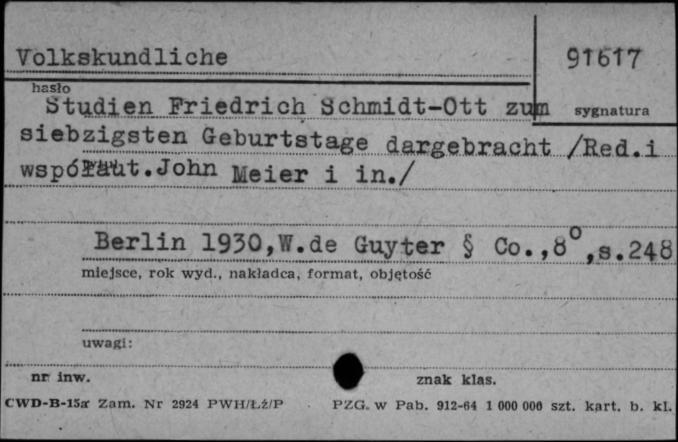 Volkskundliche 91617
hasło
Studien Friedrich Schmidt-Ott zum sygnatura
siebzigsten Geburtstage dargebracht /Red.i
współaut.John Meier i in./
Berlin 1930,W.de Guyter § Co.,8°,s.248
miejsce, rok wyd., nakładca, format, objętość
uwagi:
nr inw. znak klas.
CWD-B-15a Zam. Nr 2924 PWH/Łż/P PZG. w Pab. 912-64 1 000 000 szt. kart. b. kl.